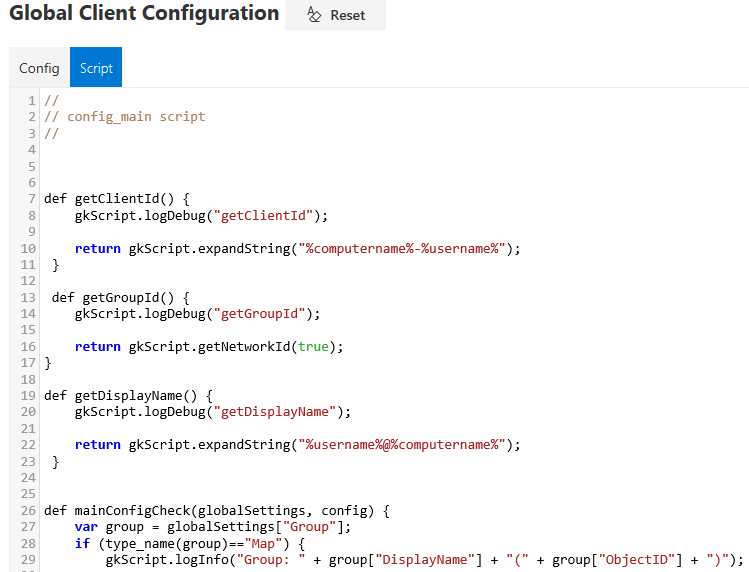 Global Client Configuration Reset
Config Script
1 //
2 // config_main script
3 //
4
5
6
7 def getClientId() {
8 gkScript.logDebug("getClientId");
9
10 return gkScript.expandString("%computername%-%username%");
11 }
12
13 def getGroupId() {
14 gkScript.logDebug("getGroupId");
15
16 return gkScript.getNetworkId(true);
17 }
18
19 def getDisplayName() {
20 gkScript.logDebug("getDisplayName");
21
22 return gkScript.expandString("%username%@%computername%");
23 }
24
25
26 def mainConfigCheck(globalSettings, config) {
27 var group = globalSettings["Group"];
28 if (type_name(group)=="Map") {
29 gkScript.logInfo("Group: " + group["DisplayName"] + "(" + group["ObjectID"] + ")");